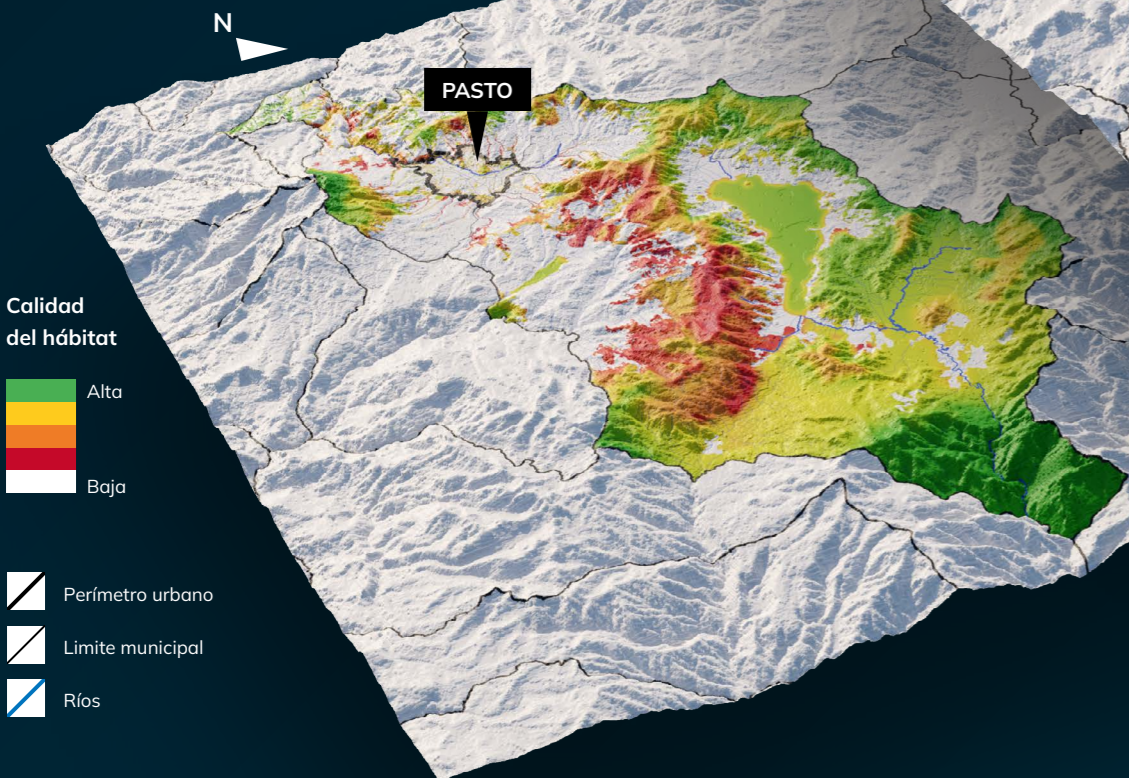 N
PASTO
Calidad
del hábitat
Alta
Baja
Perímetro urbano
Limite municipal
Ríos